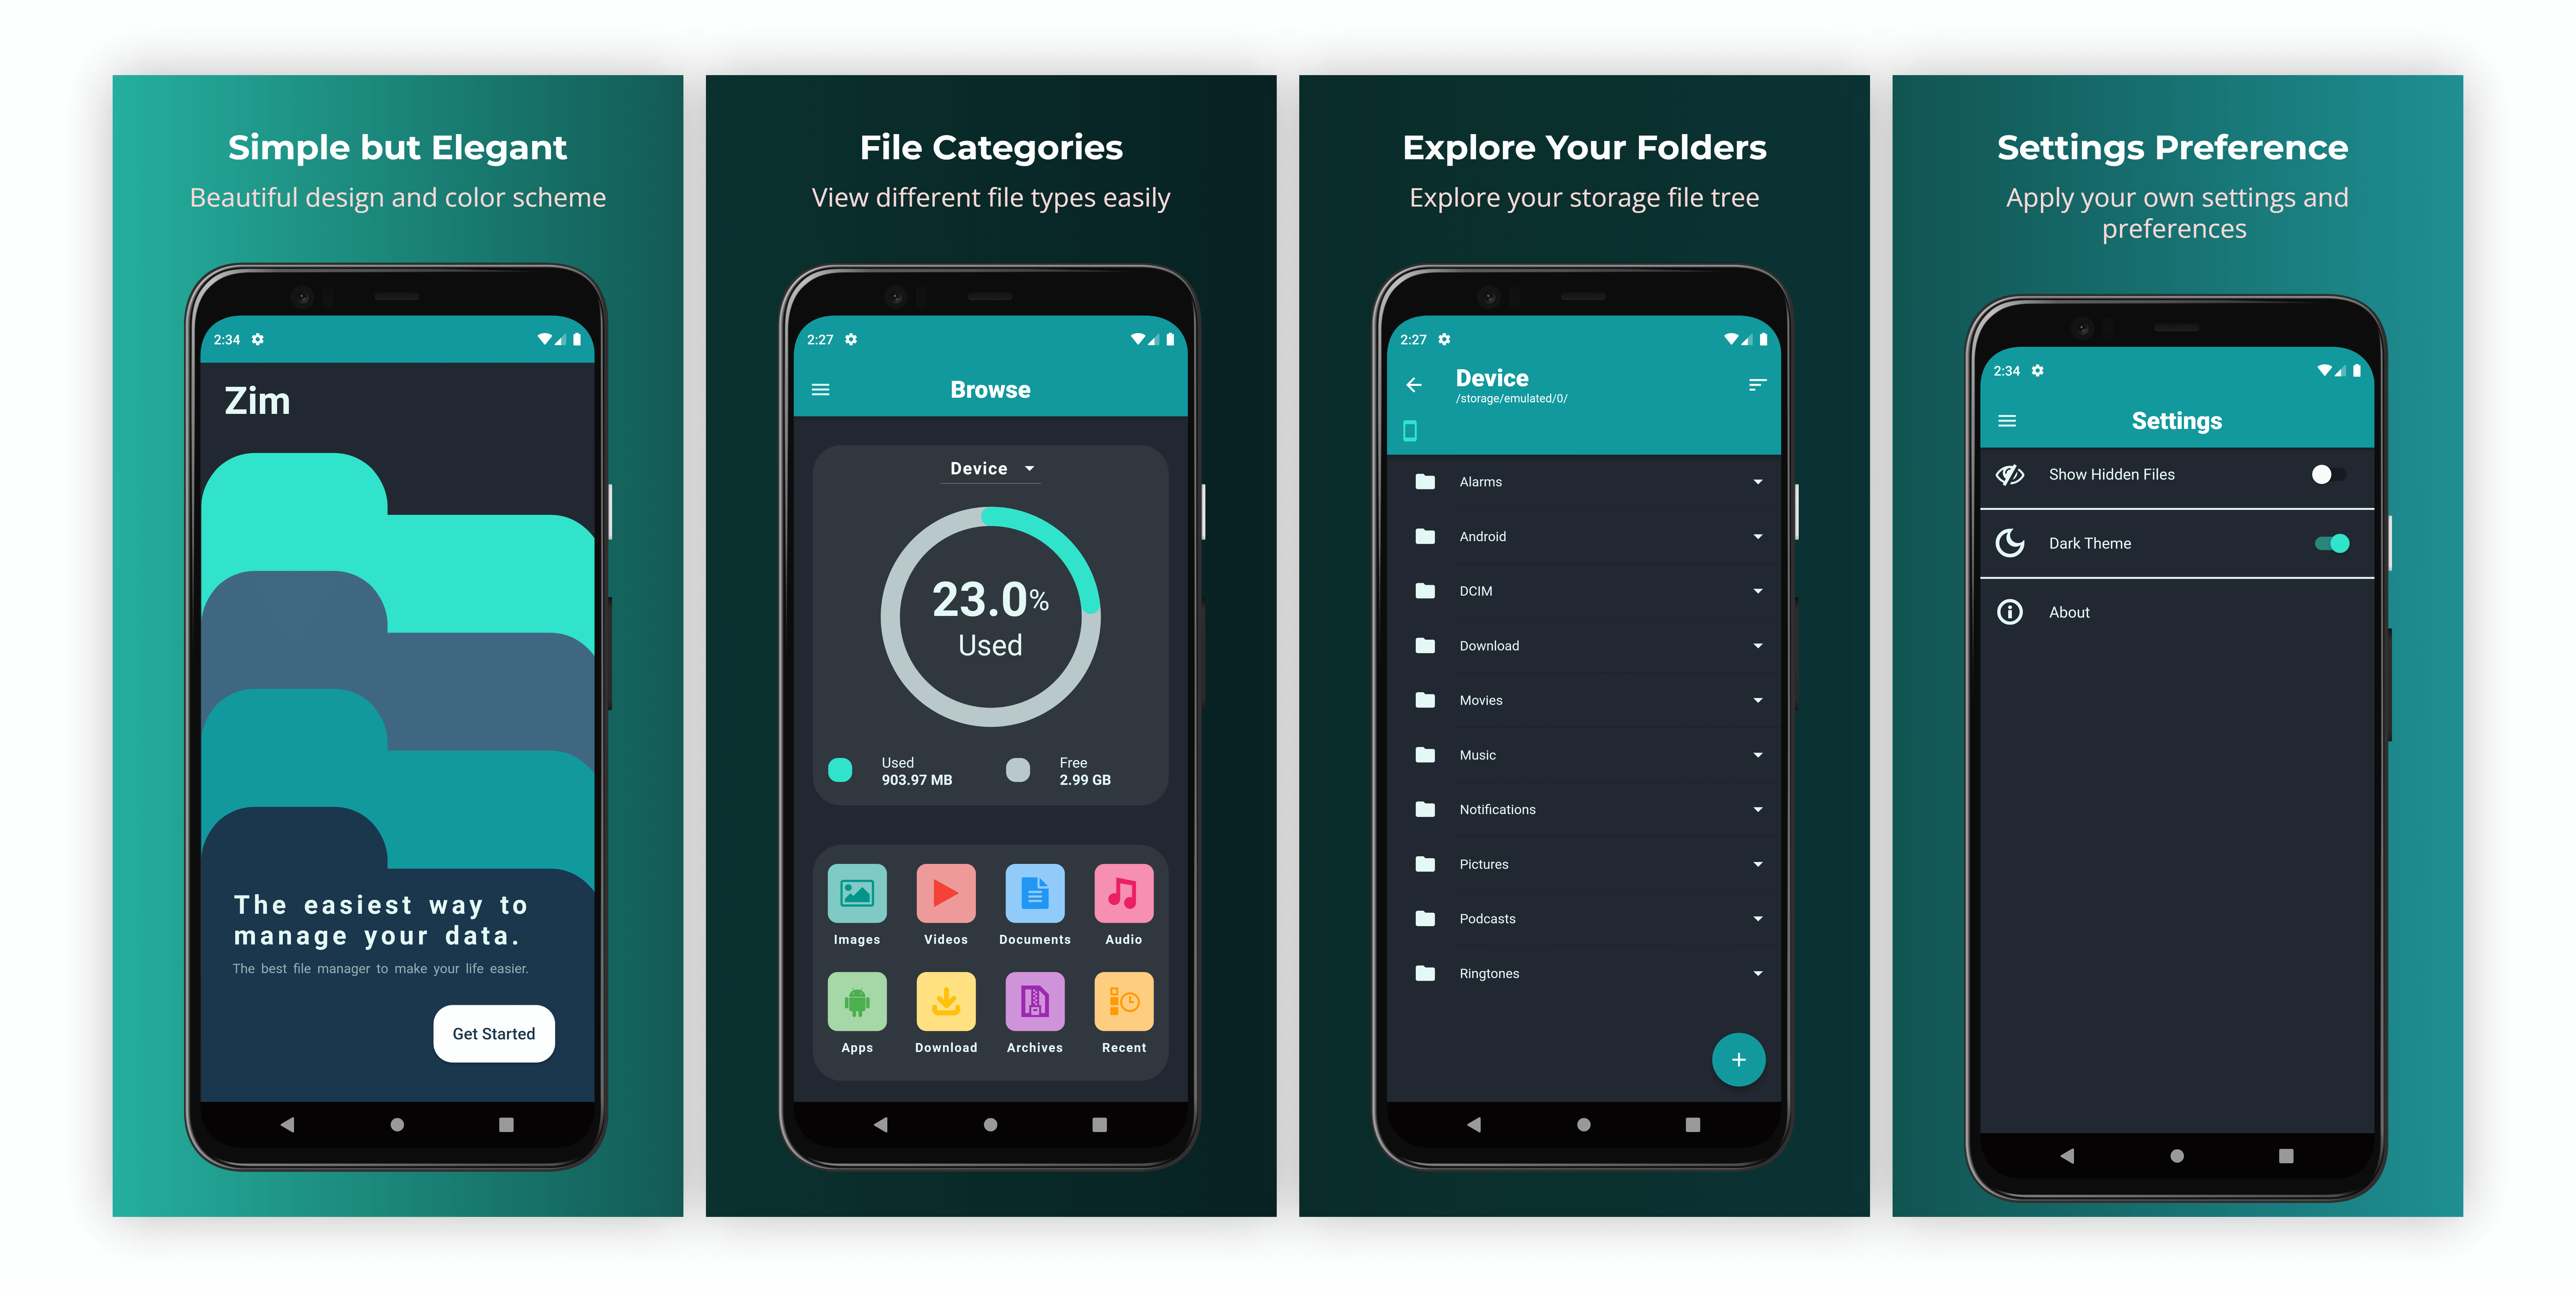 Simple but Elegant
Beautiful design and color scheme
2:34
Zim
The easiest way to
manage your data.
The best file manager to make your life easier.
Get Started
File Categories
View different file types easily
2:27
Browse
Device
23.0%
Used
Used
903.97 MB
Free
2.99 GB
Images Videos Documents Audio
Apps Download Archives Recent
Explore Your Folders
Explore your storage file tree
2:27
Device
/storage/emulated/0/
Alarms
Android
DCIM
Download
Movies
Music
Notifications
Pictures
Podcasts
Ringtones
Settings Preference
Apply your own settings and
preferences
2:34
Settings
Show Hidden Files
Dark Theme
About